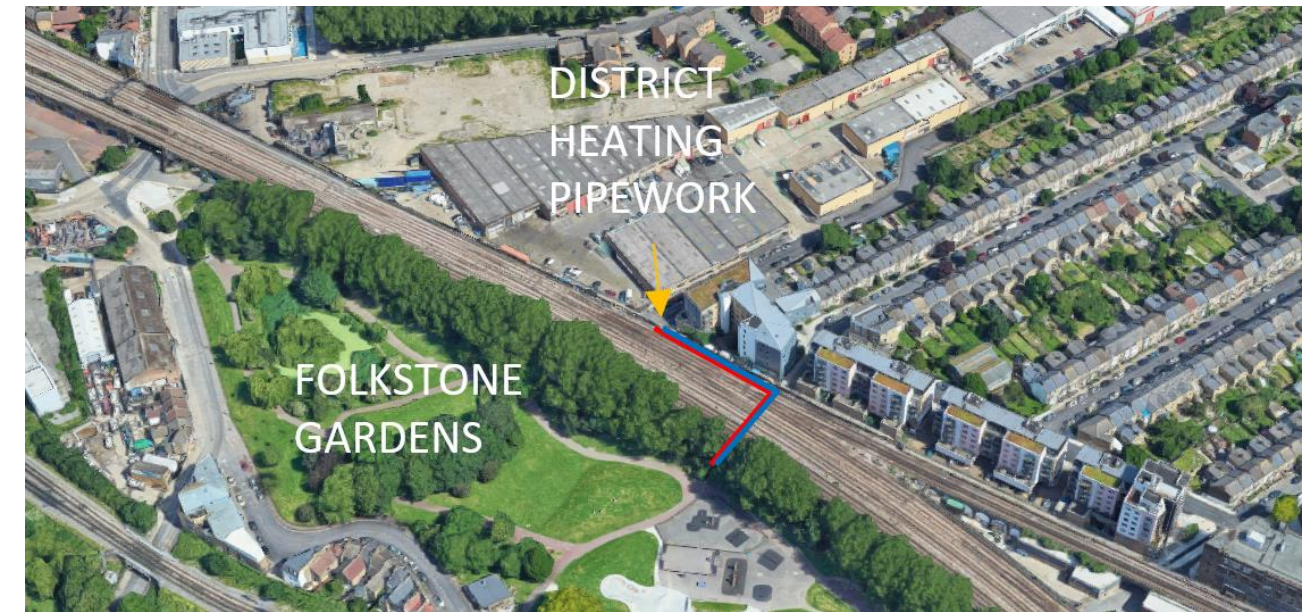 DISTRICT
HEATING
PIPEWORK
FOLKSTONE
GARDENS